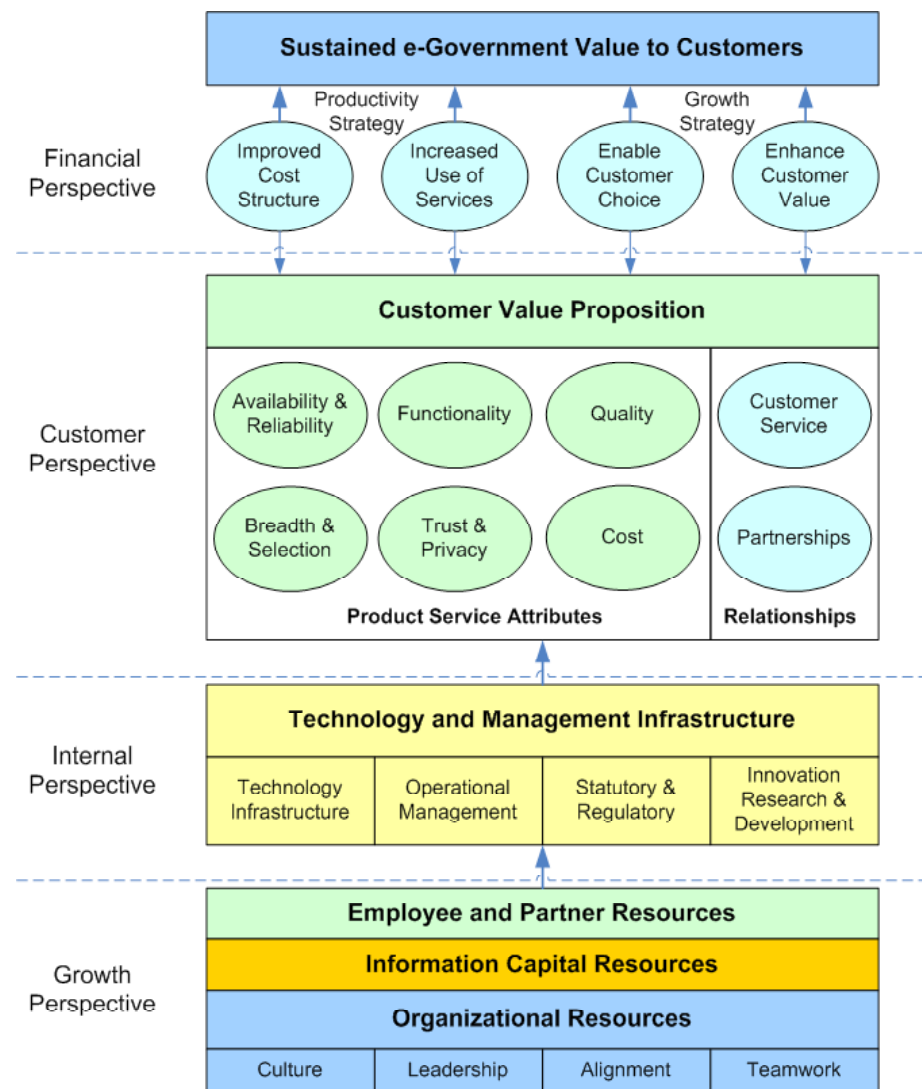 Sustained e-Government Value to Customers
Productivity
Strategy
Growth
Strategy
Financial
Perspective
Improved
Cost
Structure
Increased
Use of
Services
Enable
Customer
Choice
Enhance
Customer
Value
Customer Value Proposition
Customer
Perspective
Availability &
Reliability
Functionality
Quality
Customer
Service
Breadth &
Selection
Trust &
Privacy
Cost
Partnerships
Product Service Attributes
Relationships
Internal
Perspective
Technology and Management Infrastructure
Technology
Infrastructure
Operational
Management
Statutory &
Regulatory
Innovation
Research &
Development
Growth
Perspective
Employee and Partner Resources
Information Capital Resources
Organizational Resources
Culture
Leadership
Alignment
Teamwork